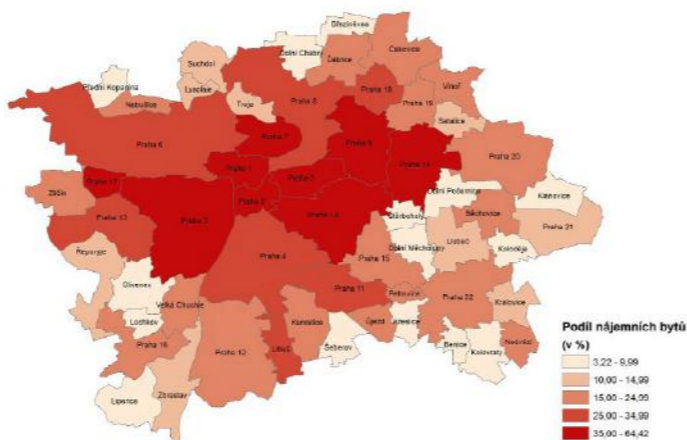 Březiněves
Dolní Chabry
Ďáblice
Čakovice
Suchdol
Přední Kopanina
Lysolaje
Nebušice
Troja
Praha 8
Praha 18
Praha 19
Vinoř
Satalice
Praha 6
Praha 7
Praha 9
Praha 14
Praha 20
Praha 1
Praha 3
Praha 17
Zličín
Praha 2
Praha 10
Dolní Počernice
Klánovice
Praha 13
Praha 5
Štěrboholy
Běchovice
Praha 21
Řeporyje
Praha 4
Dolní Měcholupy
Dubeč
Koloděje
Praha 15
Slivenec
Velká Chuchle
Praha 11
Petrovice
Praha 22
Královice
Lochkov
Kunratice
Újezd
Praha 16
Praha 12
Libuš
Šeberov
Benice
Kolovraty
Nedvězí
Lipence
Zbraslav
Podíl nájemních bytů
(v %)
3,22 - 9,99
10,00 - 14,99
15,00 - 24,99
25,00 - 34,99
35,00 - 64,42